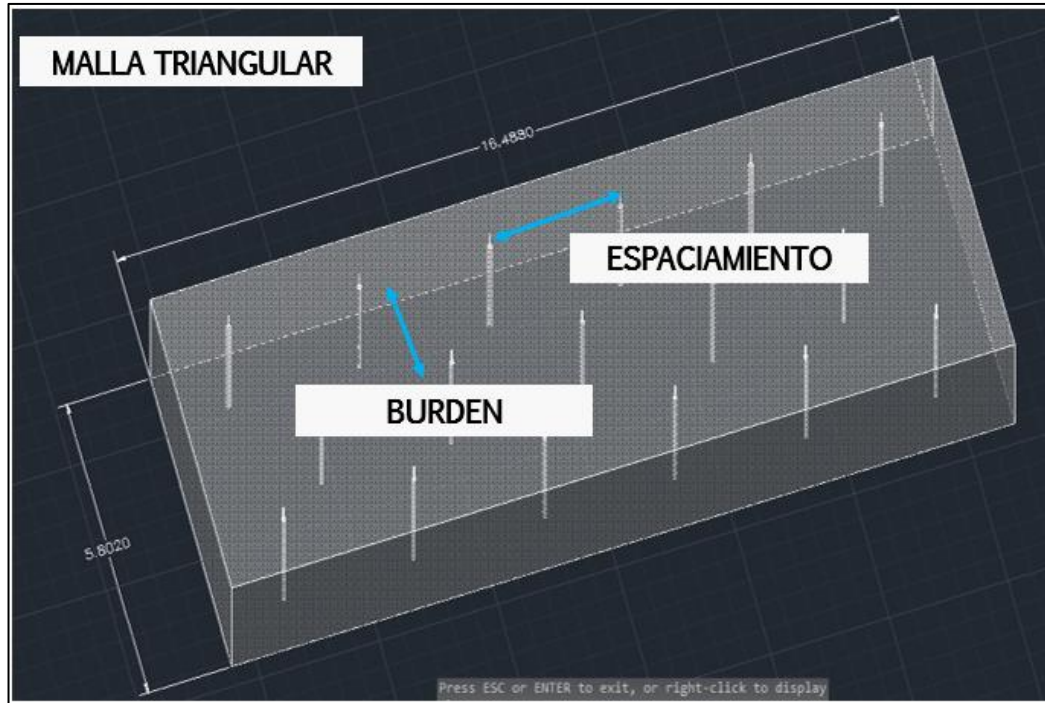 MALLA TRIANGULAR
16.4880
ESPACIAMIENTO
BURDEN
5.8020
Press ESC or ENTER to exit, or right-click to display